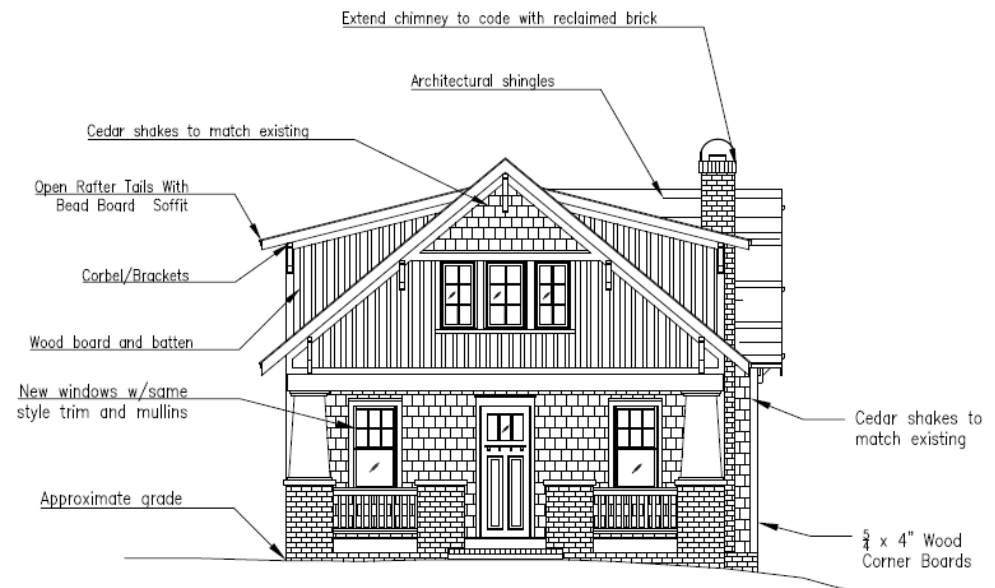 Extend chimney to code with reclaimed brick
Architectural shingles
Cedar shakes to match existing
Open Rafter Tails With
Bead Board Soffit
Corbel/Brackets
Wood board and batten
New windows w/same
style trim and mullins
Approximate grade
Cedar shakes to
match existing
5/4 x 4" Wood
Corner Boards